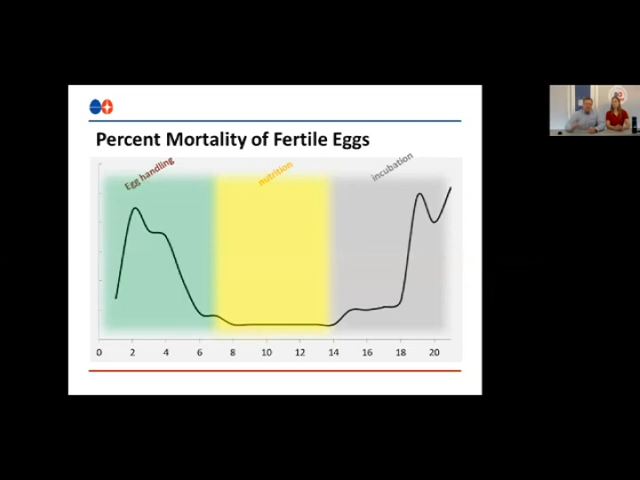 Percent Mortality of Fertile Eggs
Egg handling
nutrition
incubation
0 2 4 6 8 10 12 14 16 18 20